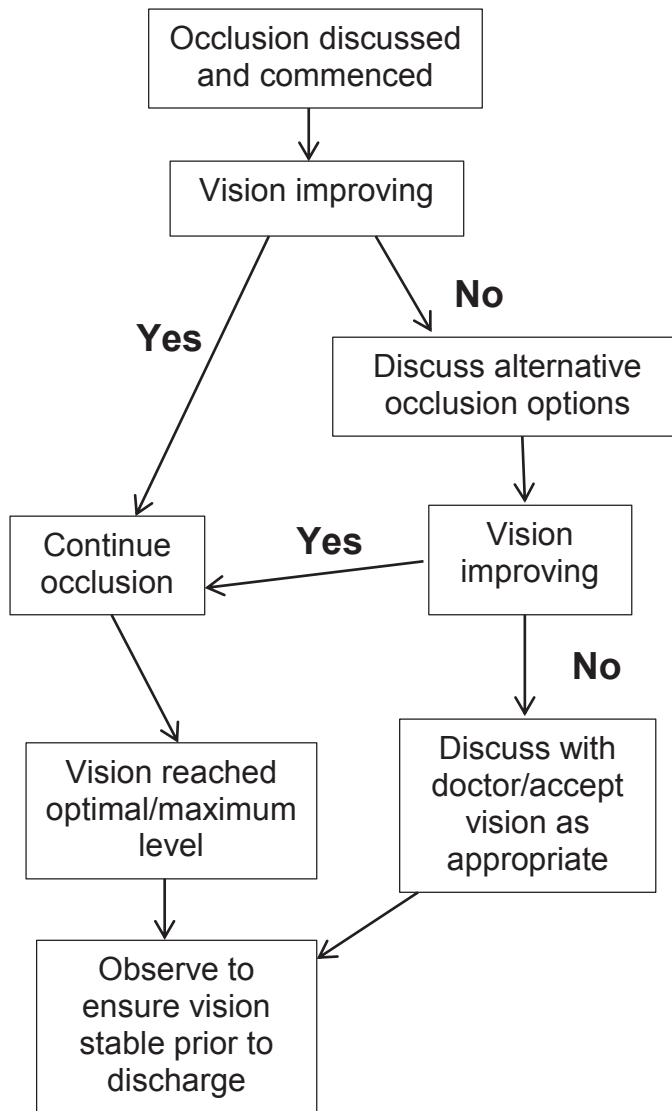 Occlusion discussed
and commenced
Vision improving
No
Yes
Discuss alternative
occlusion options
Continue
occlusion
Yes
Vision
improving
No
Vision reached
optimal/maximum
level
Discuss with
doctor/accept
vision as
appropriate
Observe to
ensure vision
stable prior to
discharge